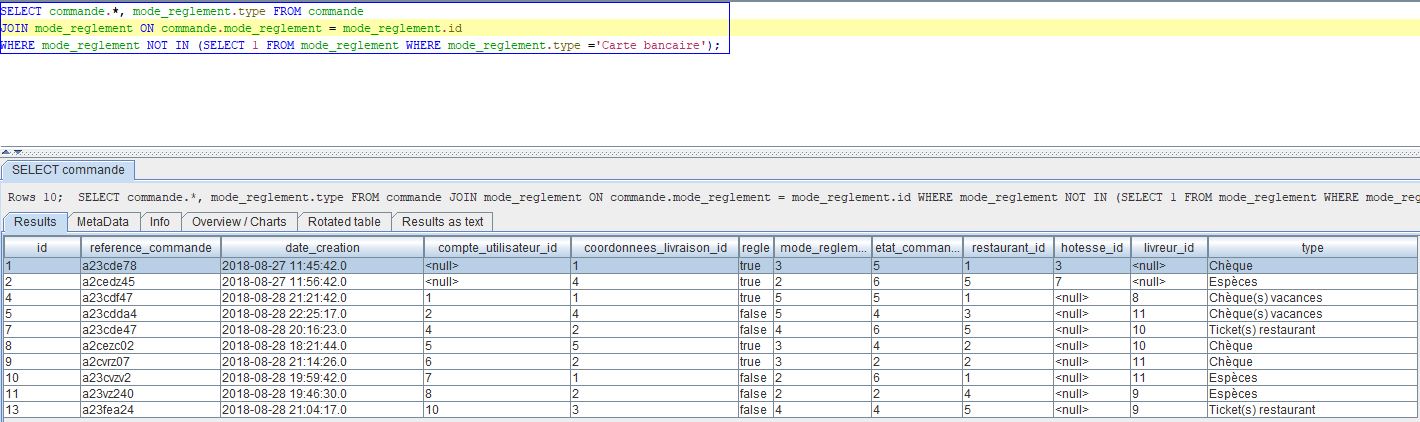 SELECT commande.*, mode_reglement.type FROM commande
JOIN mode_reglement ON commande.mode_reglement = mode_reglement.id
WHERE mode_reglement NOT IN (SELECT 1 FROM mode_reglement WHERE mode_reglement.type ='Carte bancaire');
SELECT commande
Rows 10; SELECT commande.*, mode_reglement.type FROM commande JOIN mode_reglement ON commande.mode_reglement = mode_reglement.id WHERE mode_reglement NOT IN (SELECT 1 FROM mode_reglement WHERE mode_reg
Results MetaData Info Overview / Charts Rotated table Results as text
id reference_commande date_creation compte_utilisateur_id coordonnees_livraison_id regle mode_reglem... etat_comman... restaurant_id hotesse_id livreur_id type
1 a23cde78 2018-08-27 11:45:42.0 <null> 1 true 3 5 1 3 <null> Chèque
2 a2cedz45 2018-08-27 11:56:42.0 <null> 4 true 2 6 5 7 <null> Espèces
4 a23cdf47 2018-08-28 21:21:42.0 1 1 true 5 5 1 <null> 8 Chèque(s) vacances
5 a23cdda4 2018-08-28 22:25:17.0 2 4 false 5 4 3 <null> 11 Chèque(s) vacances
7 a23cde47 2018-08-28 20:16:23.0 4 2 false 4 6 5 <null> 10 Ticket(s) restaurant
8 a2cezc02 2018-08-28 18:21:44.0 5 5 true 3 4 2 <null> 10 Chèque
9 a2cvrz07 2018-08-28 21:14:26.0 6 2 true 3 2 2 <null> 11 Chèque
10 a23cvzv2 2018-08-28 19:59:42.0 7 1 false 2 6 1 <null> 11 Espèces
11 a23vz240 2018-08-28 19:46:30.0 8 2 false 2 2 4 <null> 9 Espèces
13 a23fea24 2018-08-28 21:04:17.0 10 3 false 4 4 5 <null> 9 Ticket(s) restaurant